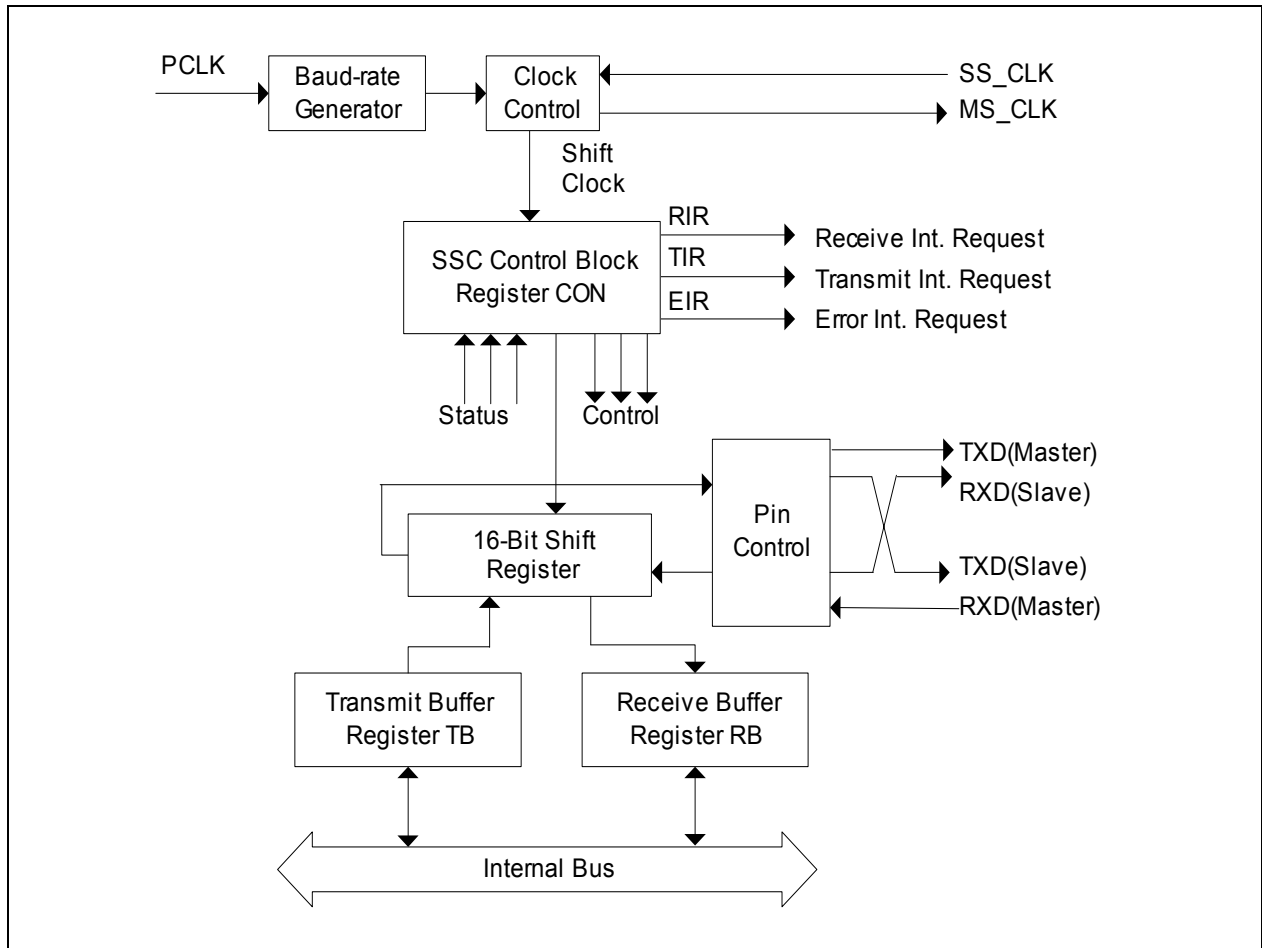 PCLK
Baud-rate
Generator
Clock
Control
SS_CLK
MS_CLK
Shift
Clock
SSC Control Block
Register CON
RIR
Receive Int. Request
TIR
Transmit Int. Request
EIR
Error Int. Request
Status
Control
16-Bit Shift
Register
Pin
Control
TXD(Master)
RXD(Slave)
TXD(Slave)
RXD(Master)
Transmit Buffer
Register TB
Receive Buffer
Register RB
Internal Bus